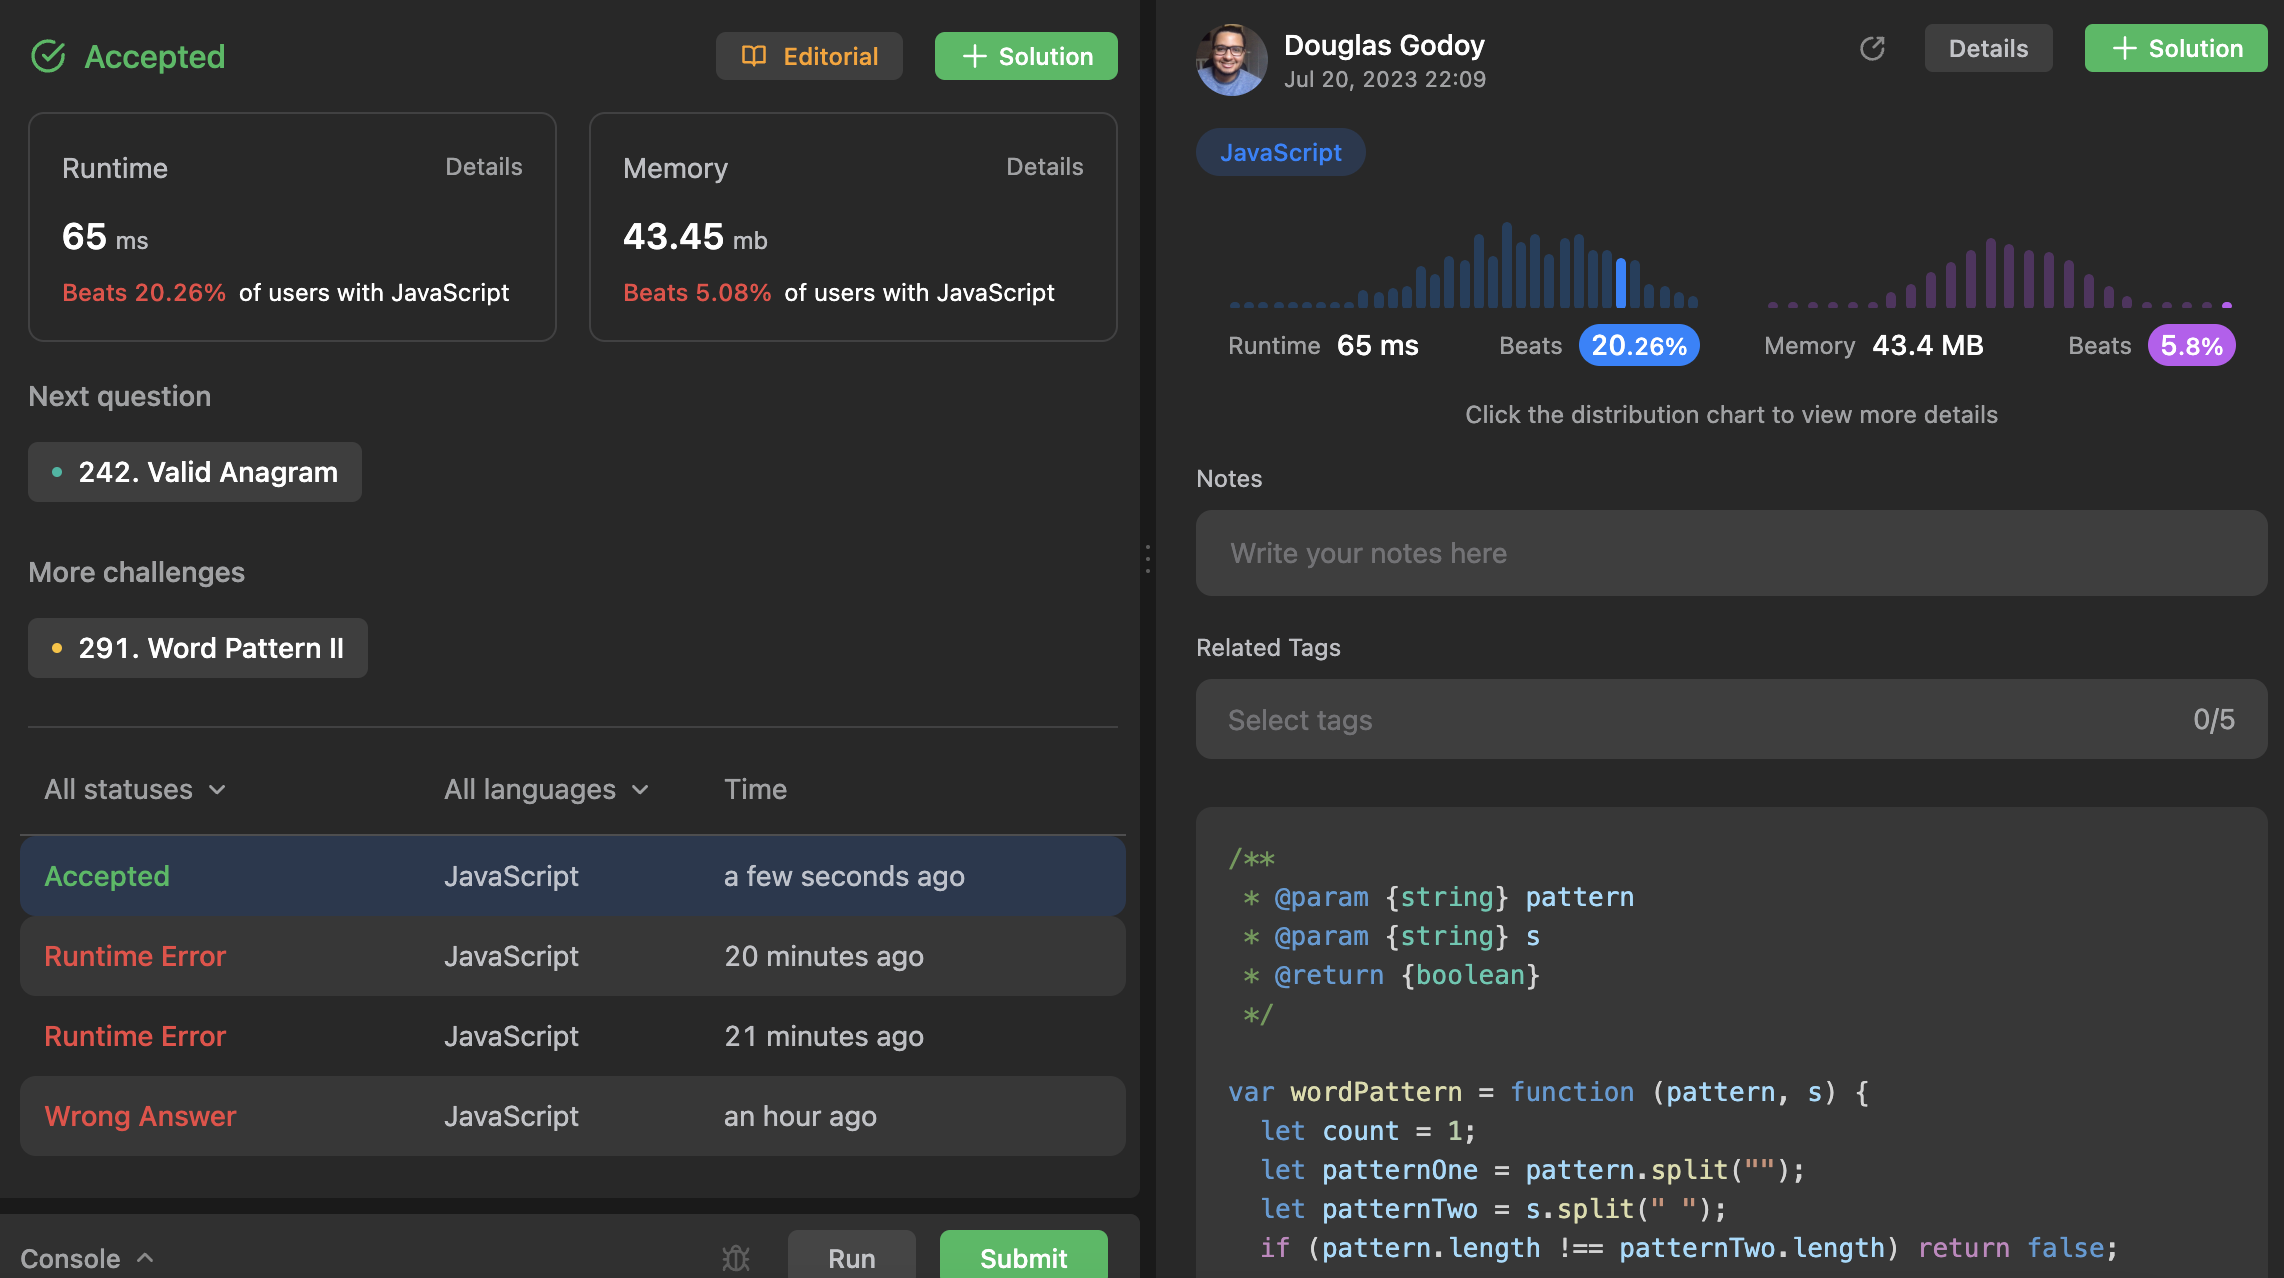 Accepted
Editorial
Solution
Runtime
Details
65 ms
Beats 20.26% of users with JavaScript
Memory
Details
43.45 mb
Beats 5.08% of users with JavaScript
Next question
242. Valid Anagram
More challenges
291. Word Pattern II
All statuses
All languages
Time
Accepted JavaScript a few seconds ago
Runtime Error JavaScript 20 minutes ago
Runtime Error JavaScript 21 minutes ago
Wrong Answer JavaScript an hour ago
Console
Run
Submit
Douglas Godoy
Jul 20, 2023 22:09
Details
Solution
JavaScript
Runtime 65 ms Beats 20.26%
Memory 43.4 MB Beats 5.8%
Click the distribution chart to view more details
Notes
Write your notes here
Related Tags
Select tags 0/5
/**
 * @param {string} pattern
 * @param {string} s
 * @return {boolean}
 */
var wordPattern = function (pattern, s) {
  let count = 1;
  let patternOne = pattern.split("");
  let patternTwo = s.split(" ");
  if (pattern.length !== patternTwo.length) return false;